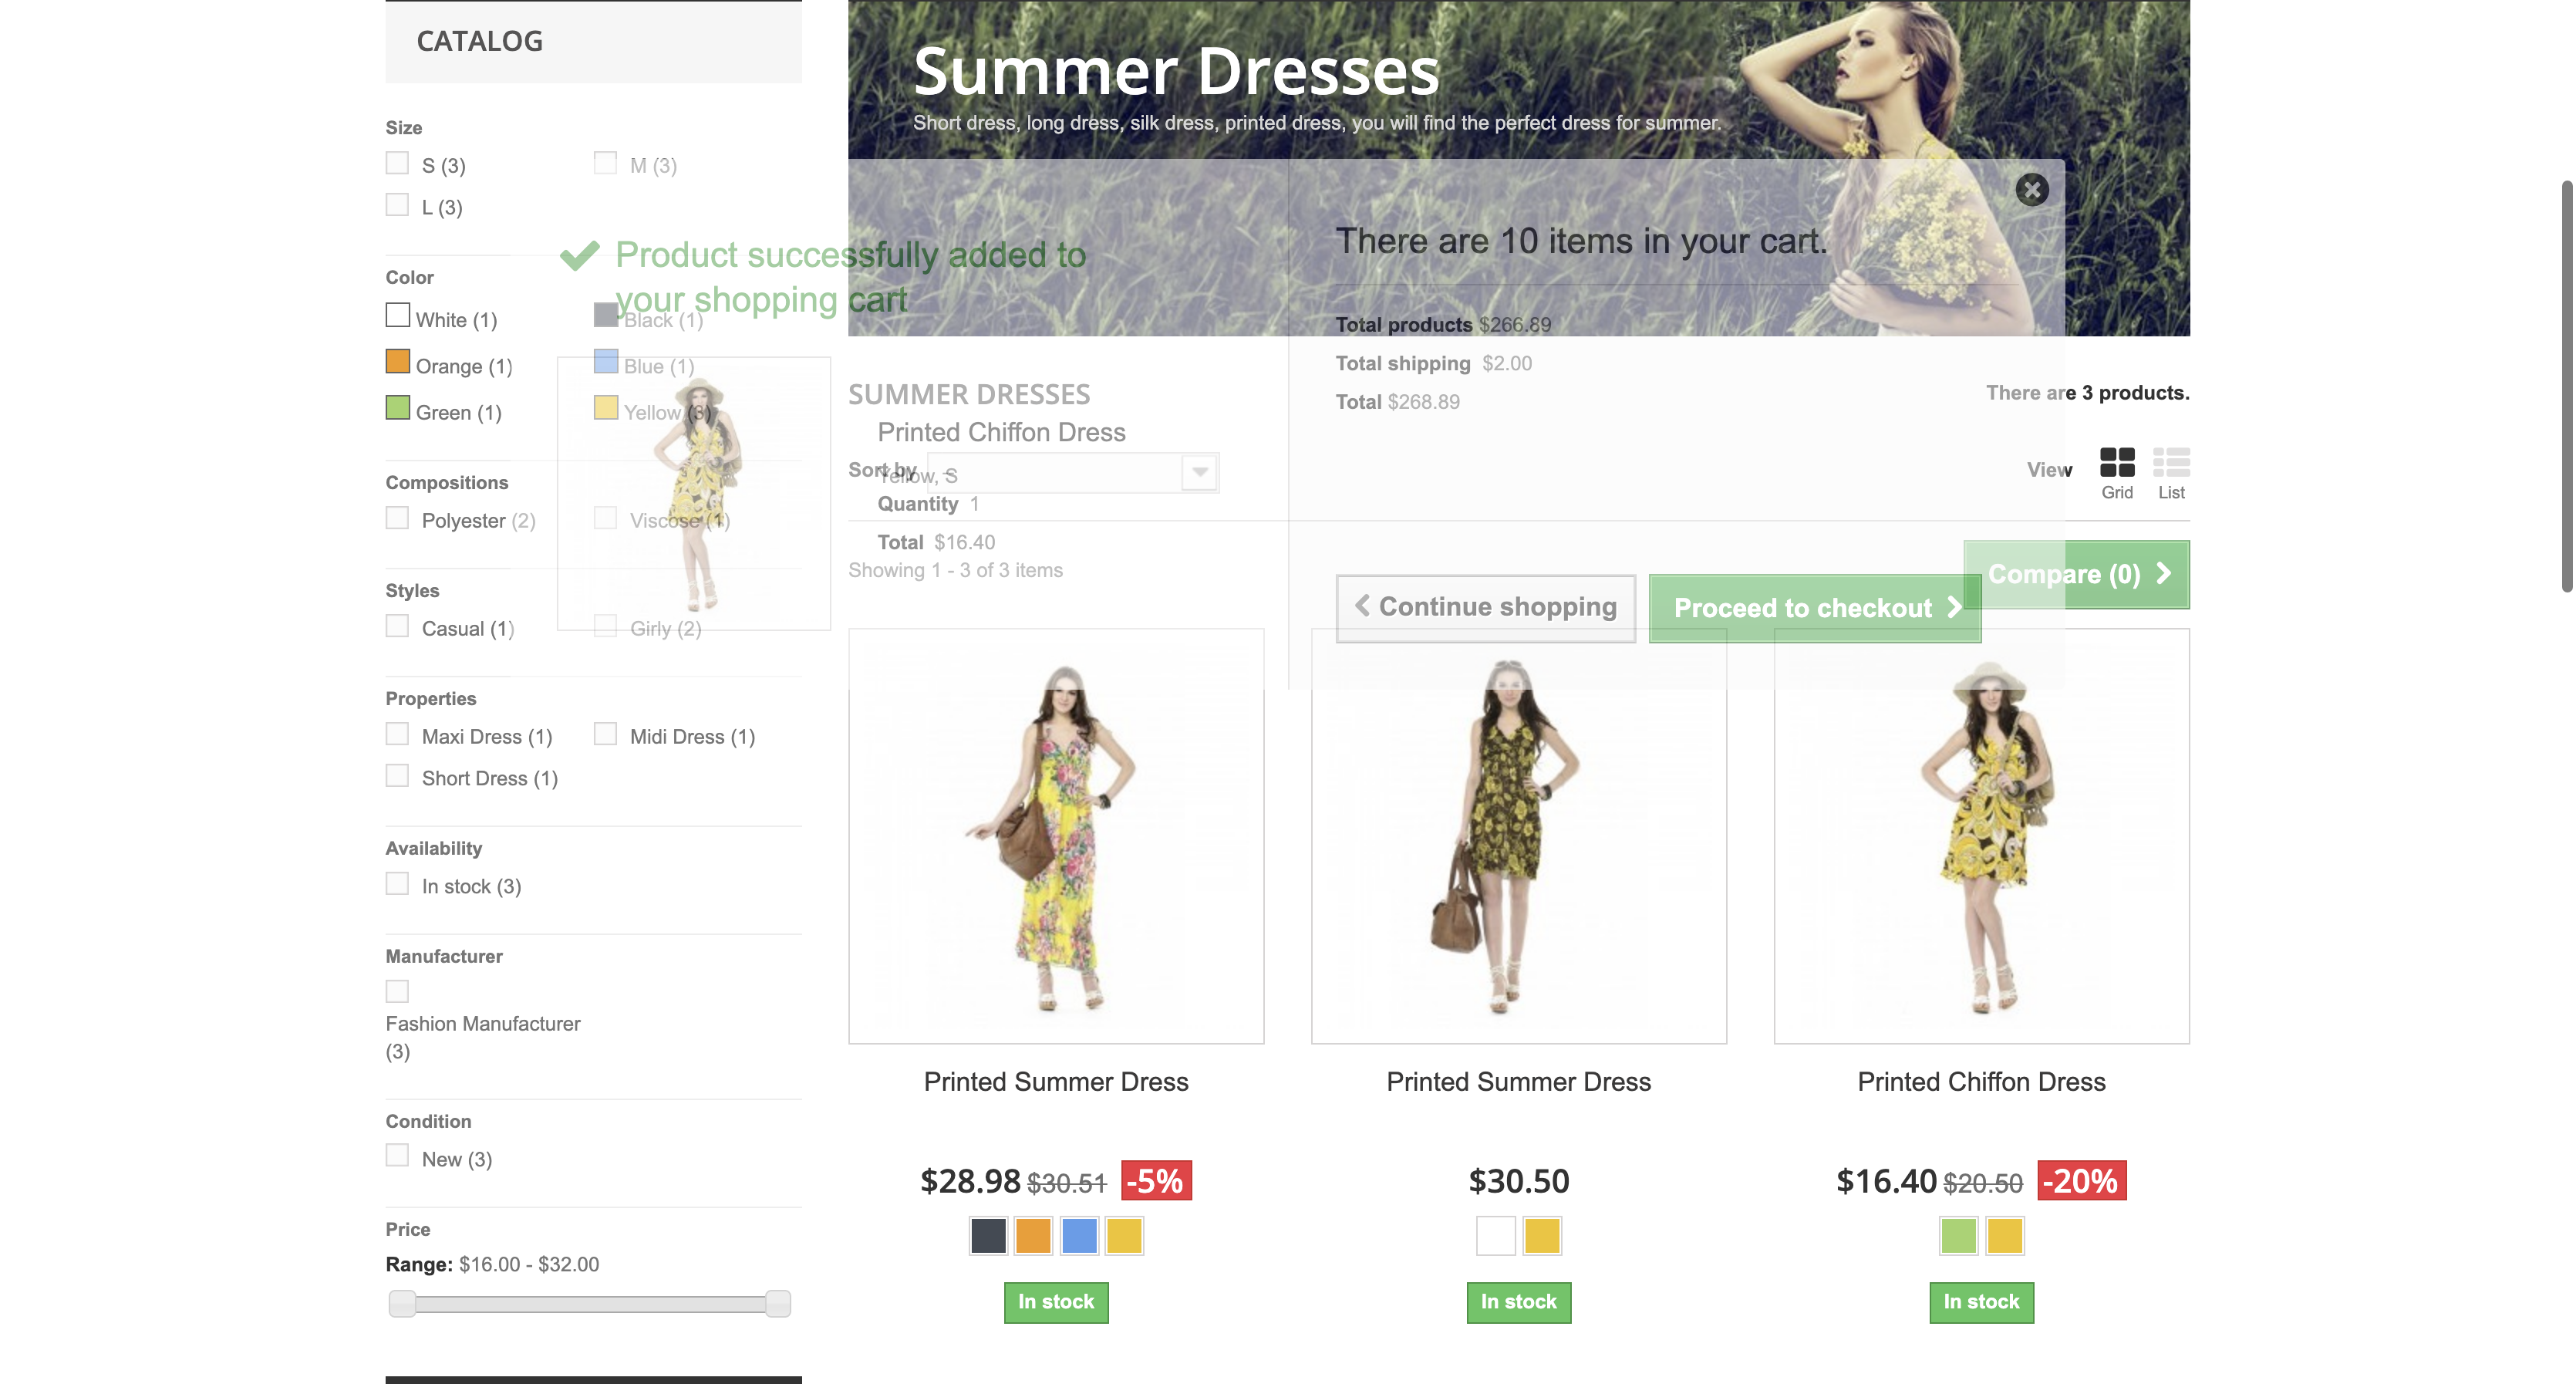 CATALOG
Size
S (3)
M (3)
L (3)
Color
White (1)
Black (1)
Orange (1)
Blue (1)
Green (1)
Yellow (3)
Compositions
Polyester (2)
Viscose (1)
Styles
Casual (1)
Girly (2)
Properties
Maxi Dress (1)
Midi Dress (1)
Short Dress (1)
Availability
In stock (3)
Manufacturer
Fashion Manufacturer
(3)
Condition
New (3)
Price
Range: $16.00 - $32.00
Summer Dresses
Short dress, long dress, silk dress, printed dress, you will find the perfect dress for summer.
Product successfully added to
your shopping cart
Printed Chiffon Dress
Yellow, S
Quantity 1
Total $16.40
There are 10 items in your cart.
Total products $266.89
Total shipping $2.00
Total $268.89
Continue shopping
Proceed to checkout
SUMMER DRESSES
There are 3 products.
Sort by
--
View
Grid
List
Showing 1 - 3 of 3 items
Compare (0)
Printed Summer Dress
$28.98 $30.51 -5%
In stock
Printed Summer Dress
$30.50
In stock
Printed Chiffon Dress
$16.40 $20.50 -20%
In stock